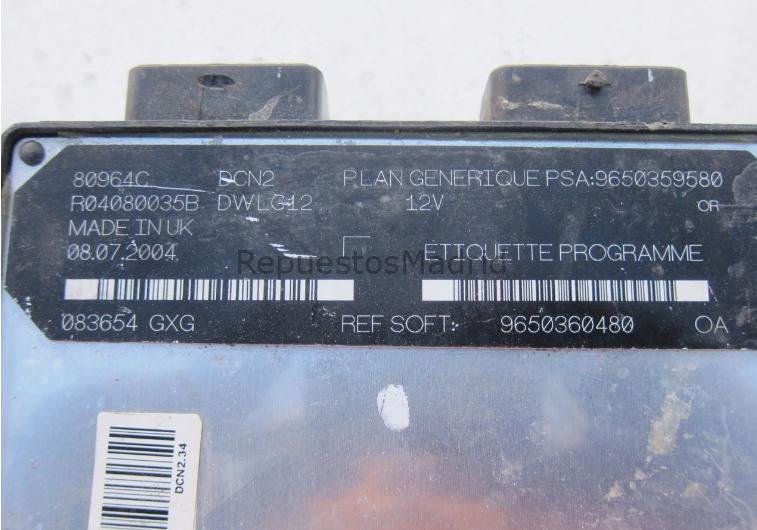 80964C DCN2 PLAN GENERIQUE PSA:9650359580
R04080035B DWLG12 12V OR
MADE IN UK
08.07.2004 ETIQUETTE PROGRAMME
RepuestosMadrid
083654 GXG REF SOFT: 9650360480 OA
DCN2.34